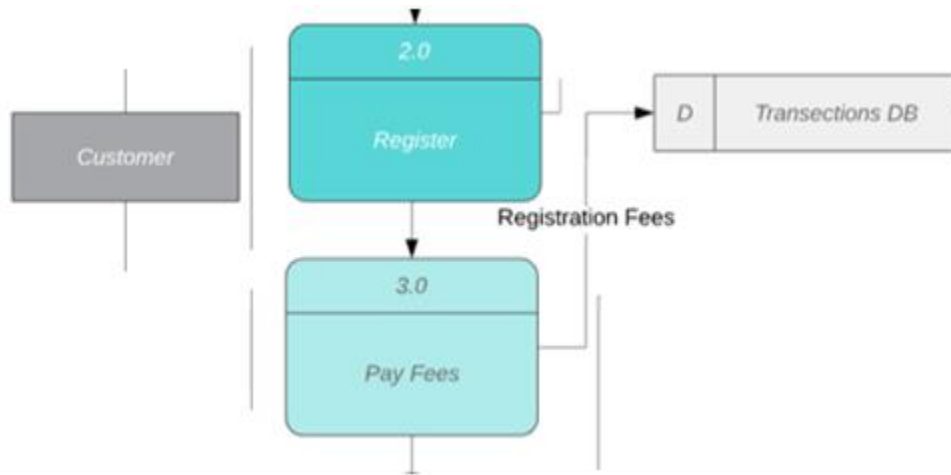 2.0
Register
Customer
D
Transections DB
Registration Fees
3.0
Pay Fees